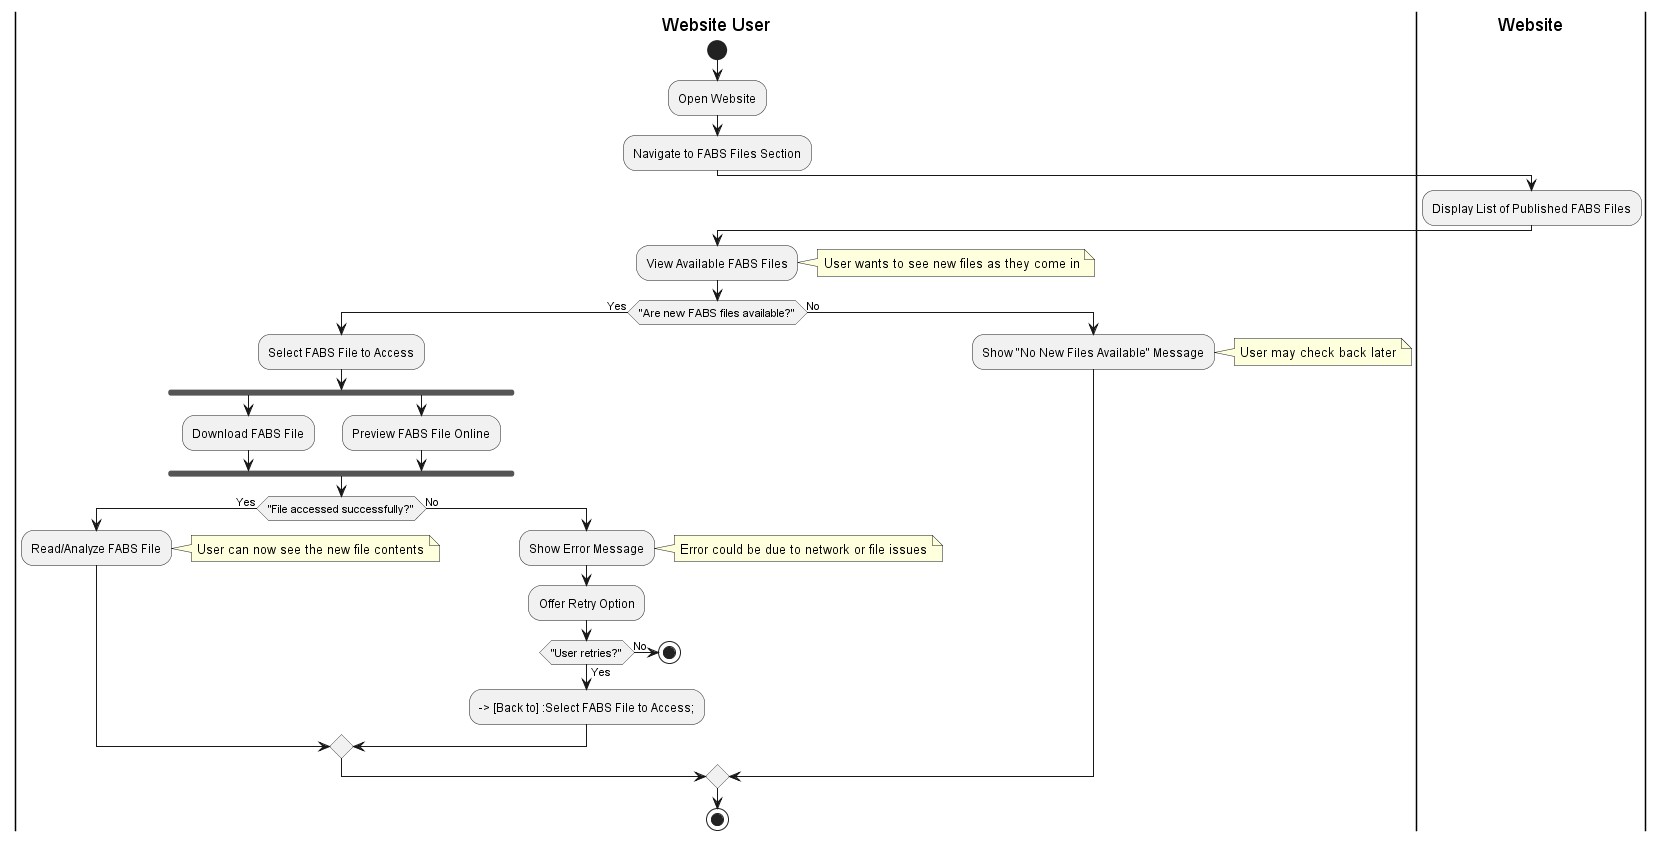 Website User
Website
Open Website
Navigate to FABS Files Section
Display List of Published FABS Files
View Available FABS Files
User wants to see new files as they come in
Yes
"Are new FABS files available?"
No
Select FABS File to Access
Show "No New Files Available" Message
User may check back later
Download FABS File
Preview FABS File Online
Yes
"File accessed successfully?"
No
Read/Analyze FABS File
User can now see the new file contents
Show Error Message
Error could be due to network or file issues
Offer Retry Option
"User retries?"
No
Yes
-> [Back to] :Select FABS File to Access;